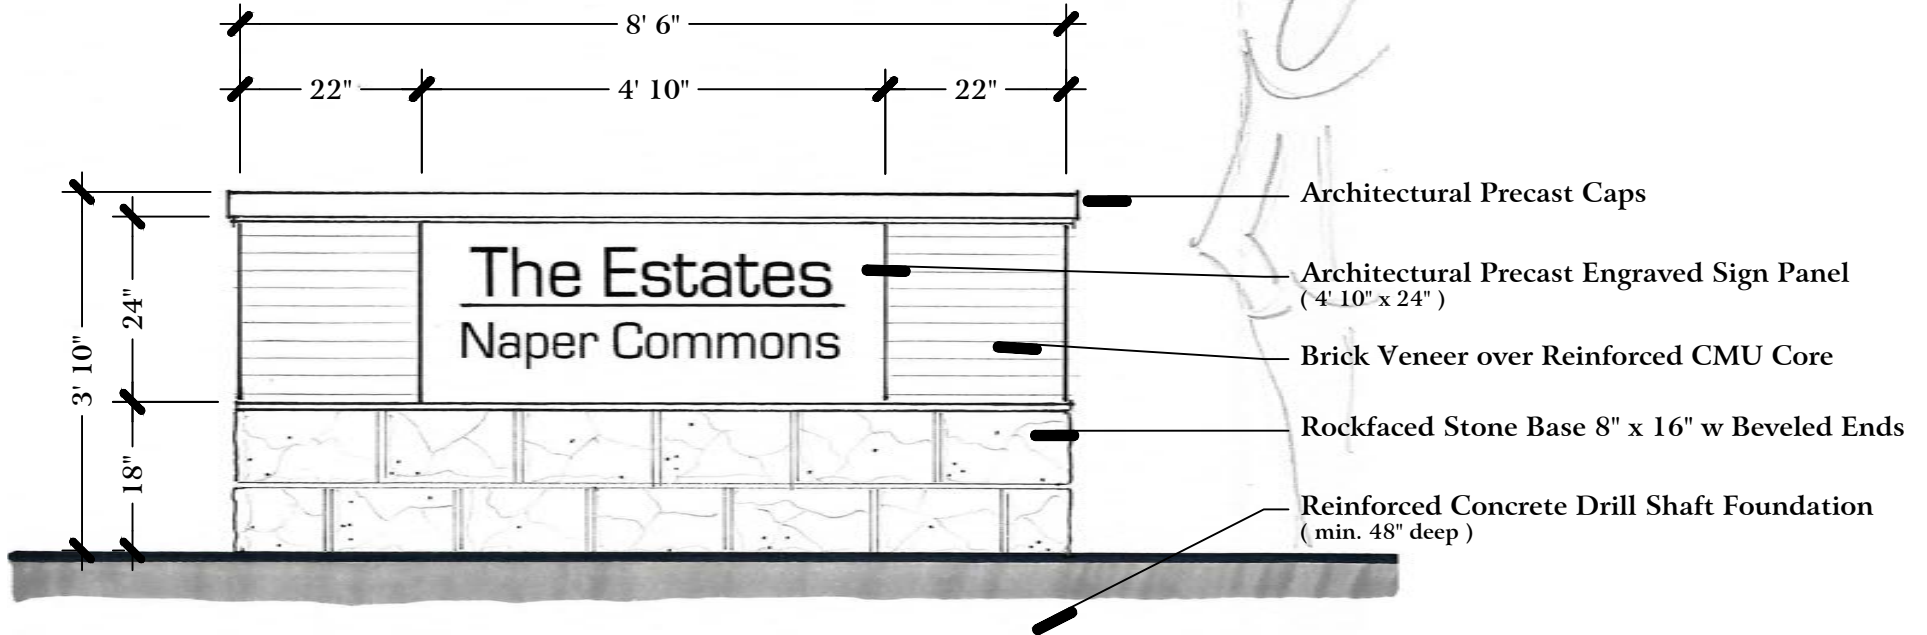 8' 6"
22"
4' 10"
22"
The Estates
Naper Commons
24"
3' 10"
18"
Architectural Precast Caps
Architectural Precast Engraved Sign Panel
( 4' 10" x 24" )
Brick Veneer over Reinforced CMU Core
Rockfaced Stone Base 8" x 16" w Beveled Ends
Reinforced Concrete Drill Shaft Foundation
( min. 48" deep )